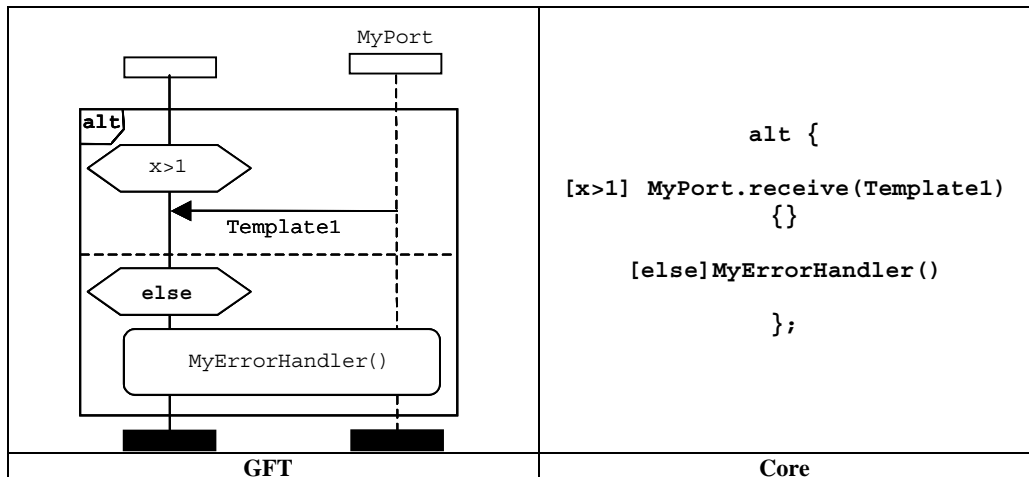 MyPort
alt
x>1
Template1
else
MyErrorHandler()
alt {
[x>1] MyPort.receive(Template1)
{}
[else]MyErrorHandler()
};
GFT
Core